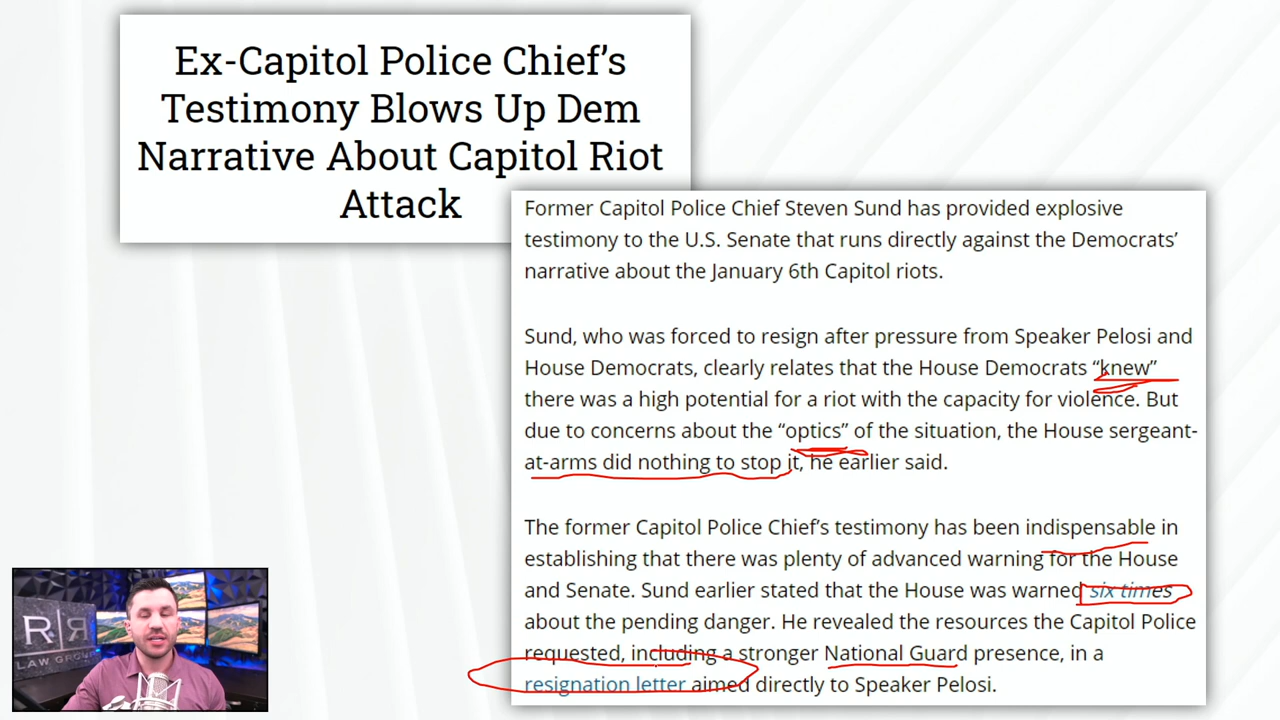 Ex-Capitol Police Chief’s
Testimony Blows Up Dem
Narrative About Capitol Riot
Attack
Former Capitol Police Chief Steven Sund has provided explosive
testimony to the U.S. Senate that runs directly against the Democrats’
narrative about the January 6th Capitol riots.
Sund, who was forced to resign after pressure from Speaker Pelosi and
House Democrats, clearly relates that the House Democrats “knew”
there was a high potential for a riot with the capacity for violence. But
due to concerns about the “optics” of the situation, the House sergeant-
at-arms did nothing to stop it, he earlier said.
The former Capitol Police Chief’s testimony has been indispensable in
establishing that there was plenty of advanced warning for the House
and Senate. Sund earlier stated that the House was warned six times
about the pending danger. He revealed the resources the Capitol Police
requested, including a stronger National Guard presence, in a
resignation letter aimed directly to Speaker Pelosi.
R R
LAW GROUP